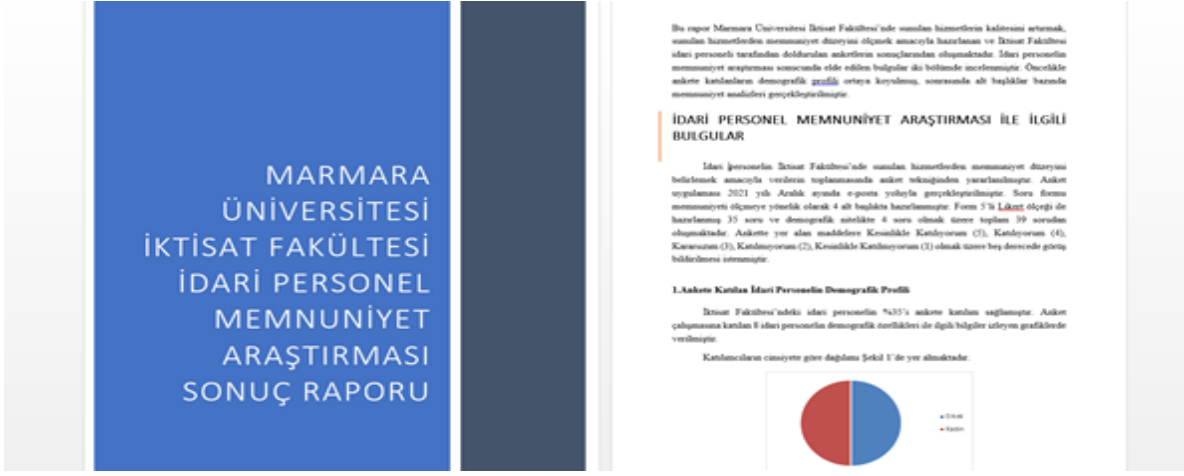 MARMARA
ÜNİVERSİTESİ
İKTİSAT FAKÜLTESİ
İDARİ PERSONEL
MEMNUNİYET
ARAŞTIRMASI
SONUÇ RAPORU
Bu rapor Marmara Üniversitesi İktisat Fakültesi’nde sunulan hizmetlerin kalitesini artırmak,
sunulan hizmetlerden memnuniyet düzeyini ölçmek amacıyla hazırlanan ve İktisat Fakültesi
idari personeli tarafından doldurulan anketlerin sonuçlarından oluşmaktadır. İdari personelin
memnuniyet araştırması sonucunda elde edilen bulgular iki bölümde incelenmiştir. Öncelikle
ankete katılanların demografik profili ortaya koyulmuş, sonrasında alt başlıklar bazında
memnuniyet analizleri gerçekleştirilmiştir.
İDARİ PERSONEL MEMNUNİYET ARAŞTIRMASI İLE İLGİLİ
BULGULAR
İdari personelin İktisat Fakültesi’nde sunulan hizmetlerden memnuniyet düzeyini
belirlemek amacıyla verilerin toplanmasında anket tekniğinden yararlanılmıştır. Anket
uygulaması 2021 yılı Aralık ayında e-posta yoluyla gerçekleştirilmiştir. Soru formu
memnuniyeti ölçmeye yönelik olarak 4 alt başlıkta hazırlanmıştır. Form 5’li Likert ölçeği ile
hazırlanmış 35 soru ve demografik nitelikte 4 soru olmak üzere toplam 39 sorudan
oluşmaktadır. Ankette yer alan maddelere Kesinlikle Katılıyorum (5), Katılıyorum (4),
Kararsızım (3), Katılmıyorum (2), Kesinlikle Katılmıyorum (1) olmak üzere beş derecede görüş
bildirilmesi istenmiştir.
1.Ankete Katılan İdari Personelin Demografik Profili
İktisat Fakültesi’ndeki idari personelin %35’i ankete katılım sağlamıştır. Anket
çalışmasına katılan 8 idari personelin demografik özellikleri ile ilgili bilgiler izleyen grafiklerde
verilmiştir.
Katılımcıların cinsiyete göre dağılımı Şekil 1’de yer almaktadır.
Erkek
Kadın